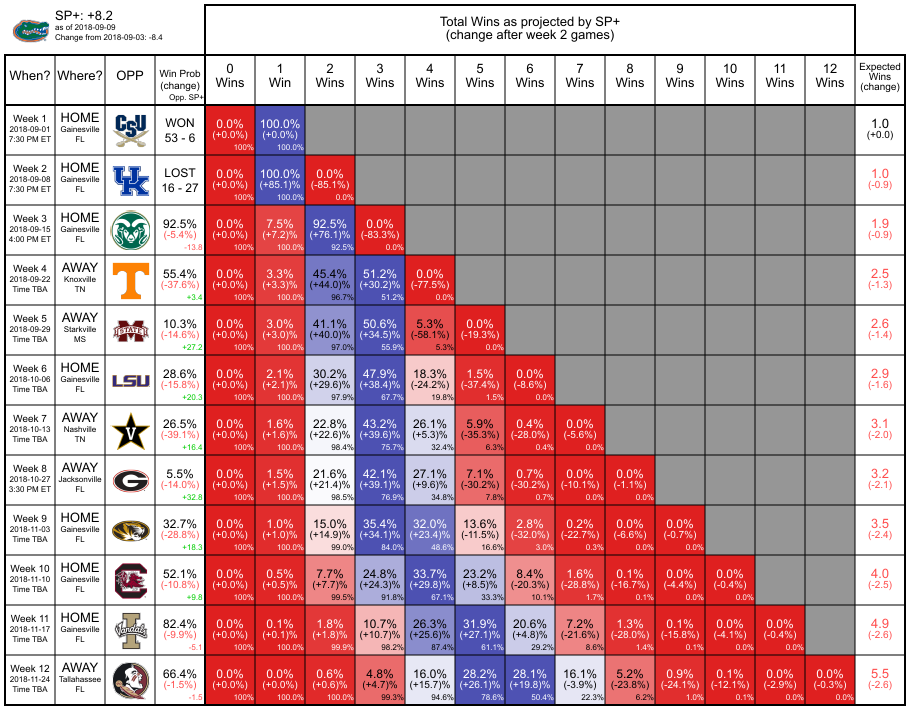 SP+: +8.2
as of 2018-09-09
Change from 2018-09-03: -8.4
Total Wins as projected by SP+
(change after week 2 games)
When? Where? OPP Win Prob (change) Opp. SP+ 0 Wins 1 Win 2 Wins 3 Wins 4 Wins 5 Wins 6 Wins 7 Wins 8 Wins 9 Wins 10 Wins 11 Wins 12 Wins Expected Wins (change)
Week 1 HOME WON 0.0% 100.0% 1.0
2018-09-01 Gainesville CSU 53 - 6 (+0.0%) (+0.0%) (+0.0)
7:30 PM ET FL 100% 100.0%
Week 2 HOME LOST 0.0% 100.0% 0.0% 1.0
2018-09-08 Gainesville UK 16 - 27 (+0.0%) (+85.1)% (-85.1%) (-0.9)
7:30 PM ET FL 100% 100.0% 0.0%
Week 3 HOME 92.5% 0.0% 7.5% 92.5% 0.0% 1.9
2018-09-15 Gainesville (-5.4%) (+0.0%) (+7.2)% (+76.1)% (-83.3%) (-0.9)
4:00 PM ET FL -13.8 100% 100.0% 92.5% 0.0%
Week 4 AWAY 55.4% 0.0% 3.3% 45.4% 51.2% 0.0% 2.5
2018-09-22 Knoxville T (-37.6%) (+0.0%) (+3.3%) (+44.0%) (+30.2%) (-77.5%) (-1.3)
Time TBA TN +3.4 100% 100.0% 96.7% 51.2% 0.0%
Week 5 AWAY 10.3% 0.0% 3.0% 41.1% 50.6% 5.3% 0.0% 2.6
2018-09-29 Starkville M STATE (-14.6%) (+0.0%) (+3.0%) (+40.0%) (+34.5%) (-58.1%) (-19.3%) (-1.4)
Time TBA MS +27.2 100% 100.0% 97.0% 55.9% 5.3% 0.0%
Week 6 HOME 28.6% 0.0% 2.1% 30.2% 47.9% 18.3% 1.5% 0.0% 2.9
2018-10-06 Gainesville LSU (-15.8%) (+0.0%) (+2.1%) (+29.6%) (+38.4%) (-24.2%) (-37.4%) (-8.6%) (-1.6)
Time TBA FL +20.3 100% 100.0% 97.9% 67.7% 19.8% 1.5% 0.0%
Week 7 AWAY 26.5% 0.0% 1.6% 22.8% 43.2% 26.1% 5.9% 0.4% 0.0% 3.1
2018-10-13 Nashville V (-39.1%) (+0.0%) (+1.6%) (+22.6%) (+39.6%) (+5.3%) (-35.3%) (-28.0%) (-5.6%) (-2.0)
Time TBA TN +16.4 100% 100.0% 98.4% 75.7% 32.4% 6.3% 0.4% 0.0%
Week 8 AWAY 5.5% 0.0% 1.5% 21.6% 42.1% 27.1% 7.1% 0.7% 0.0% 0.0% 3.2
2018-10-27 Jacksonville G (-14.0%) (+0.0%) (+1.5%) (+21.4%) (+39.1%) (+9.6%) (-30.2%) (-30.2%) (-10.1%) (-1.1%) (-2.1)
3:30 PM ET FL +32.8 100% 100.0% 98.5% 76.9% 34.8% 7.8% 0.7% 0.0% 0.0%
Week 9 HOME 32.7% 0.0% 1.0% 15.0% 35.4% 32.0% 13.6% 2.8% 0.2% 0.0% 0.0% 3.5
2018-11-03 Gainesville (-28.8%) (+0.0%) (+1.0%) (+14.9%) (+34.1%) (+23.4%) (-11.5%) (-32.0%) (-22.7%) (-6.6%) (-0.7%) (-2.4)
Time TBA FL +18.3 100% 100.0% 99.0% 84.0% 48.6% 16.6% 3.0% 0.3% 0.0% 0.0%
Week 10 HOME 52.1% 0.0% 0.5% 7.7% 24.8% 33.7% 23.2% 8.4% 1.6% 0.1% 0.0% 0.0% 4.0
2018-11-10 Gainesville (-10.8%) (+0.0%) (+0.5%) (+7.7%) (+24.3%) (+29.8%) (+8.5%) (-20.3%) (-28.8%) (-16.7%) (-4.4%) (-0.4%) (-2.5)
Time TBA FL +9.8 100% 100.0% 99.5% 91.8% 67.1% 33.3% 10.1% 1.7% 0.1% 0.0% 0.0%
Week 11 HOME 82.4% 0.0% 0.1% 1.8% 10.7% 26.3% 31.9% 20.6% 7.2% 1.3% 0.1% 0.0% 0.0% 4.9
2018-11-17 Gainesville I Vandals (-9.9%) (+0.0%) (+0.1%) (+1.8%) (+10.7%) (+25.6%) (+27.1%) (+4.8%) (-21.6%) (-28.0%) (-15.8%) (-4.1%) (-0.4%) (-2.6)
Time TBA FL -5.1 100% 100.0% 99.9% 98.2% 87.4% 61.1% 29.2% 8.6% 1.4% 0.1% 0.0% 0.0%
Week 12 AWAY 66.4% 0.0% 0.0% 0.6% 4.8% 16.0% 28.2% 28.1% 16.1% 5.2% 0.9% 0.1% 0.0% 0.0% 5.5
2018-11-24 Tallahassee (-1.5%) (+0.0%) (+0.0%) (+0.6%) (+4.7%) (+15.7%) (+26.1%) (+19.8%) (-3.9%) (-23.8%) (-24.1%) (-12.1%) (-2.9%) (-0.3%) (-2.6)
Time TBA FL -1.5 100% 100.0% 100.0% 99.3% 94.6% 78.6% 50.4% 22.3% 6.2% 1.0% 0.1% 0.0% 0.0%